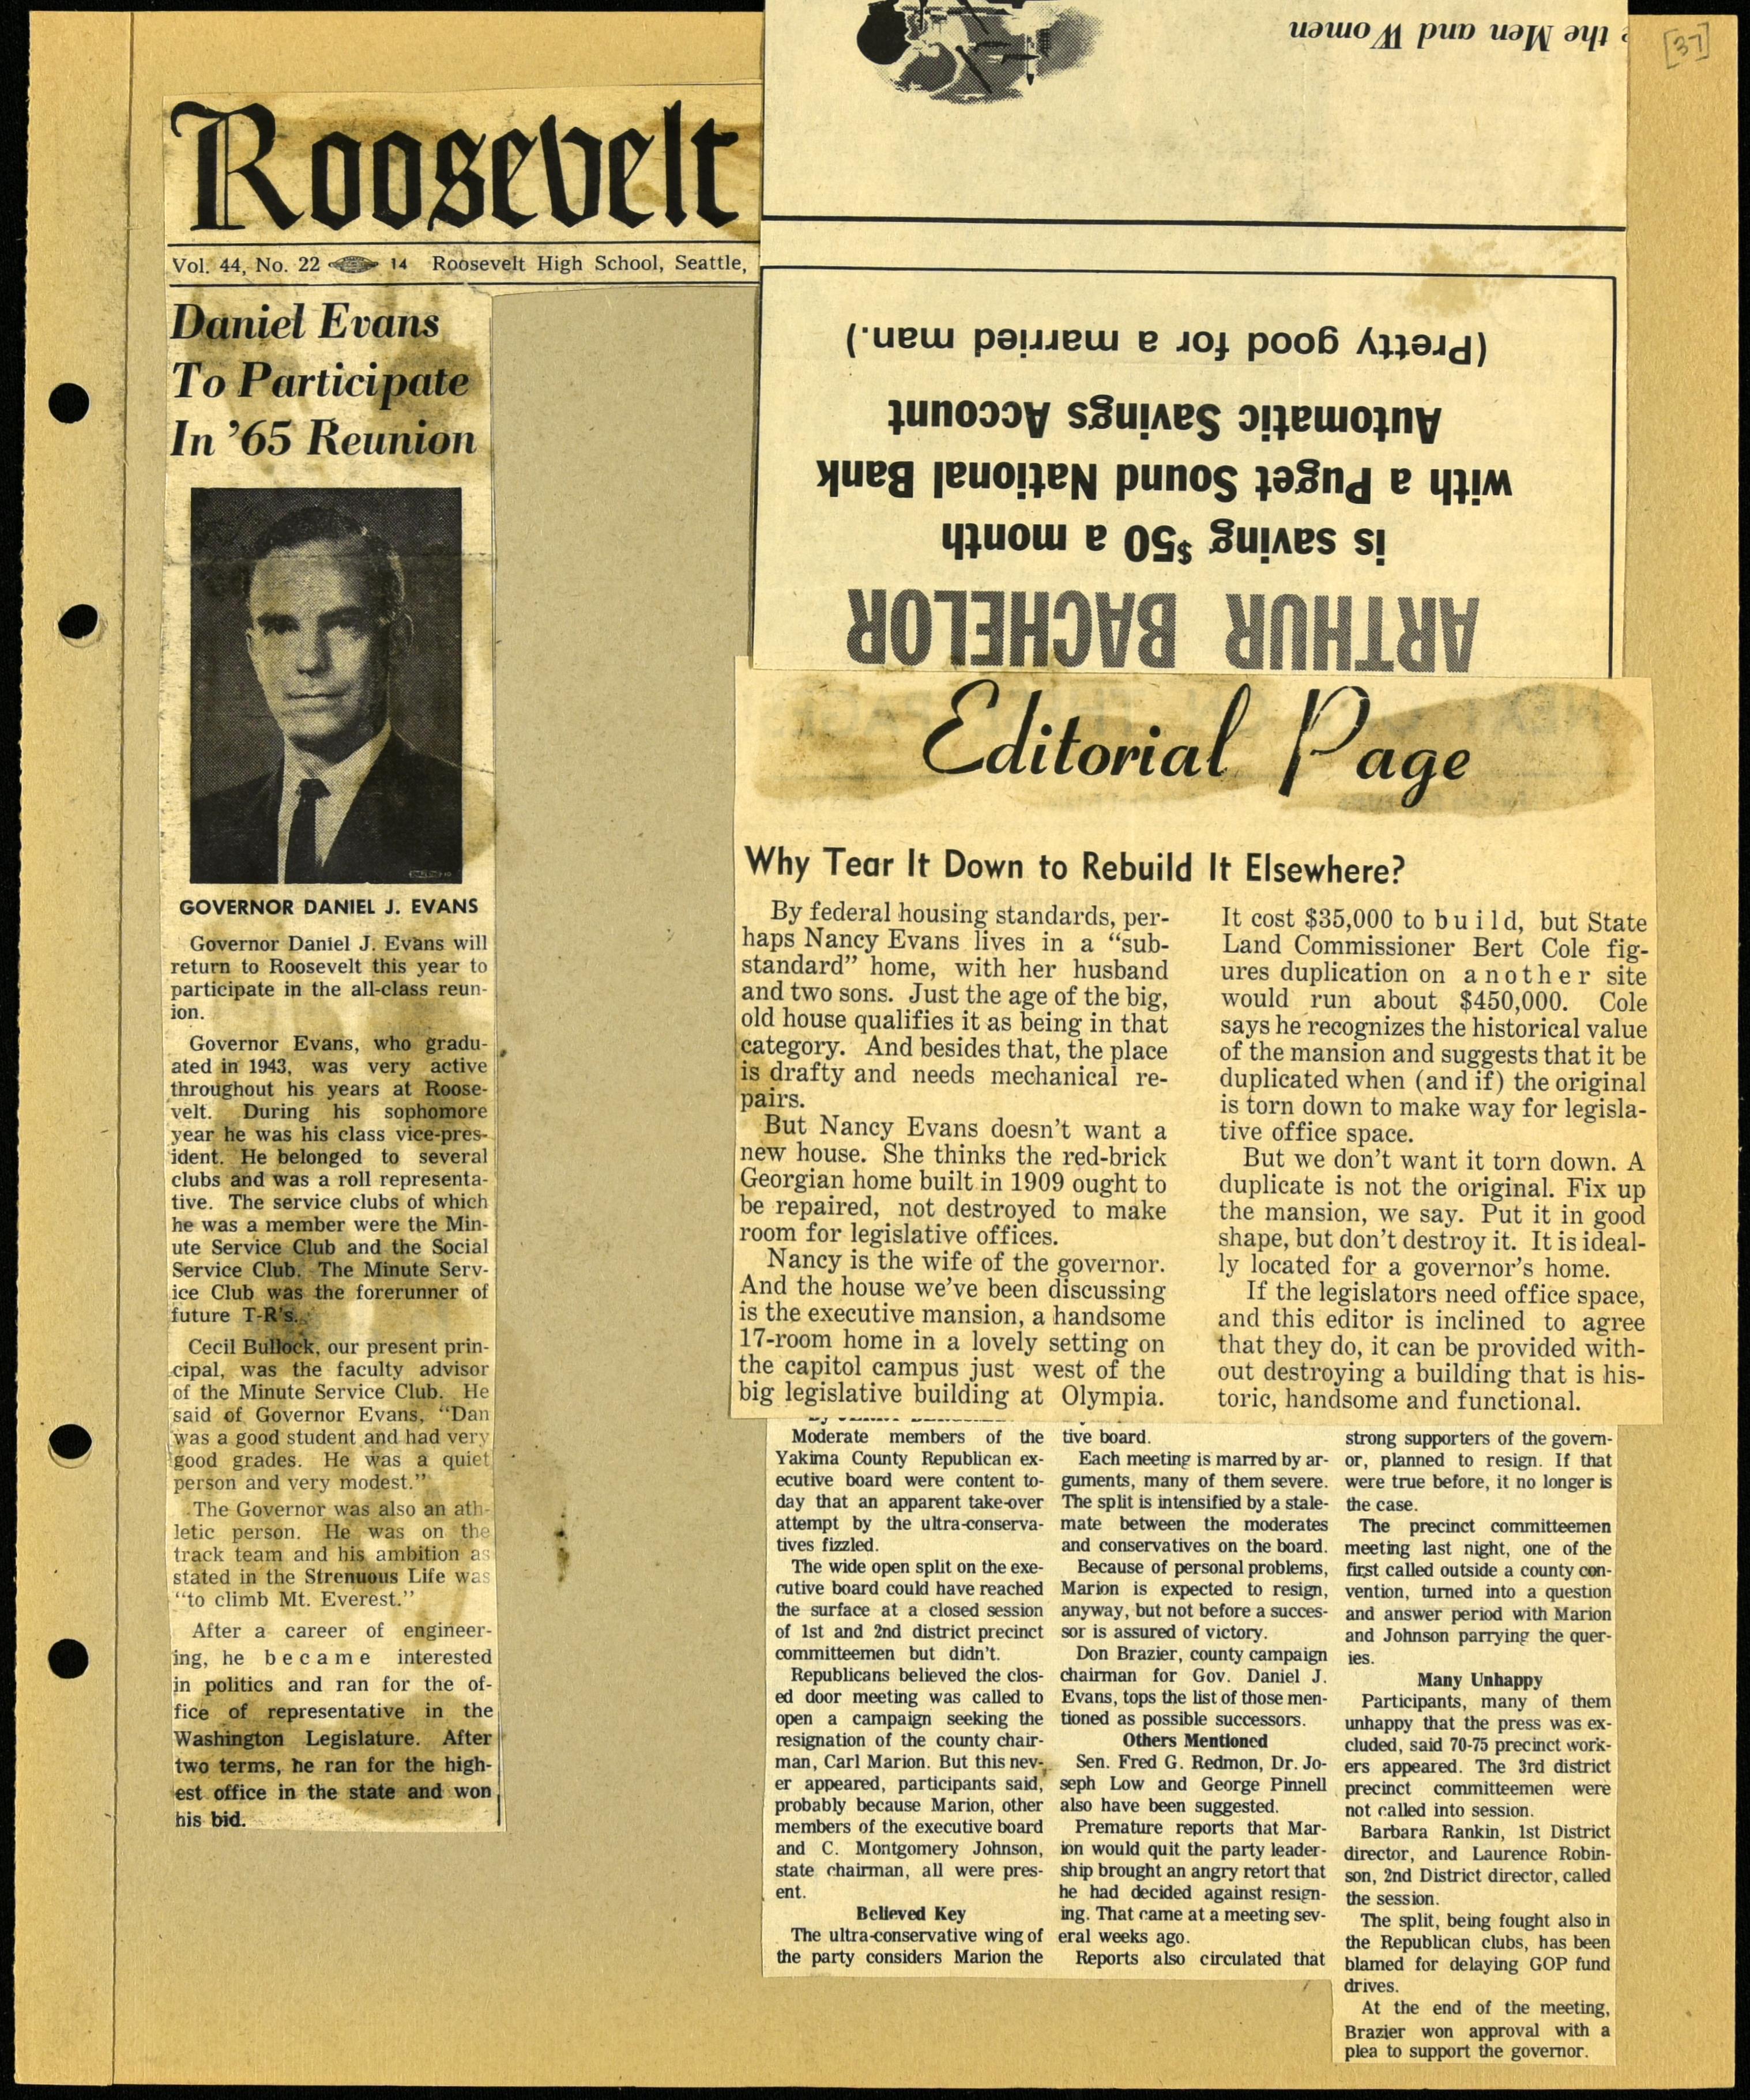 [37]
e the Men and Women
(Pretty good for a married man.)
Automatic Savings Account
with a Puget Sound National Bank
is saving $50 a month
ARTHUR BACHELOR
Roosevelt
Vol. 44, No. 22 14 Roosevelt High School, Seattle,
Daniel Evans
To Participate
In '65 Reunion
GOVERNOR DANIEL J. EVANS
Governor Daniel J. Evans will
return to Roosevelt this year to
participate in the all-class reun-
ion.
Governor Evans, who gradu-
ated in 1943, was very active
throughout his years at Roose-
velt. During his sophomore
year he was his class vice-pres-
ident. He belonged to several
clubs and was a roll representa-
tive. The service clubs of which
he was a member were the Min-
ute Service Club and the Social
Service Club. The Minute Serv-
ice Club was the forerunner of
future T-R's.
Cecil Bullock, our present prin-
cipal, was the faculty advisor
of the Minute Service Club. He
said of Governor Evans, "Dan
was a good student and had very
good grades. He was a quiet
person and very modest."
The Governor was also an ath-
letic person. He was on the
track team and his ambition as
stated in the Strenuous Life was
"to climb Mt. Everest."
After a career of engineer-
ing, he became interested
in politics and ran for the of-
fice of representative in the
Washington Legislature. After
two terms, he ran for the high-
est office in the state and won
his bid.
Editorial Page
Why Tear It Down to Rebuild It Elsewhere?
By federal housing standards, per-
haps Nancy Evans lives in a "sub-
standard" home, with her husband
and two sons. Just the age of the big,
old house qualifies it as being in that
category. And besides that, the place
is drafty and needs mechanical re-
pairs.
But Nancy Evans doesn't want a
new house. She thinks the red-brick
Georgian home built in 1909 ought to
be repaired, not destroyed to make
room for legislative offices.
Nancy is the wife of the governor.
And the house we've been discussing
is the executive mansion, a handsome
17-room home in a lovely setting on
the capitol campus just west of the
big legislative building at Olympia.
It cost $35,000 to build, but State
Land Commissioner Bert Cole fig-
ures duplication on another site
would run about $450,000. Cole
says he recognizes the historical value
of the mansion and suggests that it be
duplicated when (and if) the original
is torn down to make way for legisla-
tive office space.
But we don't want it torn down. A
duplicate is not the original. Fix up
the mansion, we say. Put it in good
shape, but don't destroy it. It is ideal-
ly located for a governor's home.
If the legislators need office space,
and this editor is inclined to agree
that they do, it can be provided with-
out destroying a building that is his-
toric, handsome and functional.
Moderate members of the
Yakima County Republican ex-
ecutive board were content to-
day that an apparent take-over
attempt by the ultra-conserva-
tives fizzled.
The wide open split on the exe-
cutive board could have reached
the surface at a closed session
of 1st and 2nd district precinct
committeemen but didn't.
Republicans believed the clos-
ed door meeting was called to
open a campaign seeking the
resignation of the county chair-
man, Carl Marion. But this nev-
er appeared, participants said,
probably because Marion, other
members of the executive board
and C. Montgomery Johnson,
state chairman, all were pres-
ent.
Believed Key
The ultra-conservative wing of
the party considers Marion the
tive board.
Each meeting is marred by ar-
guments, many of them severe.
The split is intensified by a stale-
mate between the moderates
and conservatives on the board.
Because of personal problems,
Marion is expected to resign,
anyway, but not before a succes-
sor is assured of victory.
Don Brazier, county campaign
chairman for Gov. Daniel J.
Evans, tops the list of those men-
tioned as possible successors.
Others Mentioned
Sen. Fred G. Redmon, Dr. Jo-
seph Low and George Pinnell
also have been suggested.
Premature reports that Mar-
ion would quit the party leader-
ship brought an angry retort that
he had decided against resign-
ing. That came at a meeting sev-
eral weeks ago.
Reports also circulated that
strong supporters of the govern-
or, planned to resign. If that
were true before, it no longer is
the case.
The precinct committeemen
meeting last night, one of the
first called outside a county con-
vention, turned into a question
and answer period with Marion
and Johnson parrying the quer-
ies.
Many Unhappy
Participants, many of them
unhappy that the press was ex-
cluded, said 70-75 precinct work-
ers appeared. The 3rd district
precinct committeemen were
not called into session.
Barbara Rankin, 1st District
director, and Laurence Robin-
son, 2nd District director, called
the session.
The split, being fought also in
the Republican clubs, has been
blamed for delaying GOP fund
drives.
At the end of the meeting,
Brazier won approval with a
plea to support the governor.